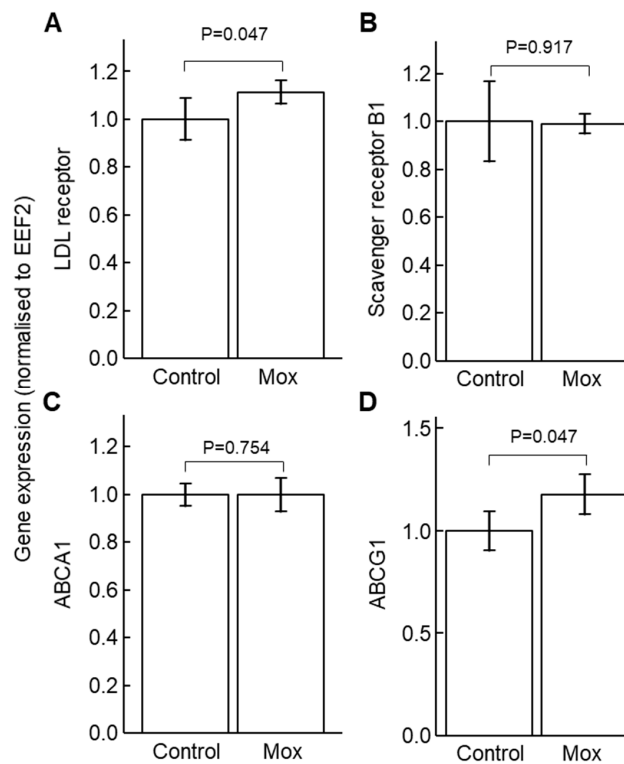 Gene expression (normalised to EEF2)
A
P=0.047
LDL receptor
1.2
1.0
0.8
0.6
0.4
0.2
0.0
Control Mox
B
P=0.917
Scavenger receptor B1
1.2
1.0
0.8
0.6
0.4
0.2
0.0
Control Mox
C
P=0.754
ABCA1
1.2
1.0
0.8
0.6
0.4
0.2
0.0
Control Mox
D
P=0.047
ABCG1
1.5
1.0
0.5
0.0
Control Mox